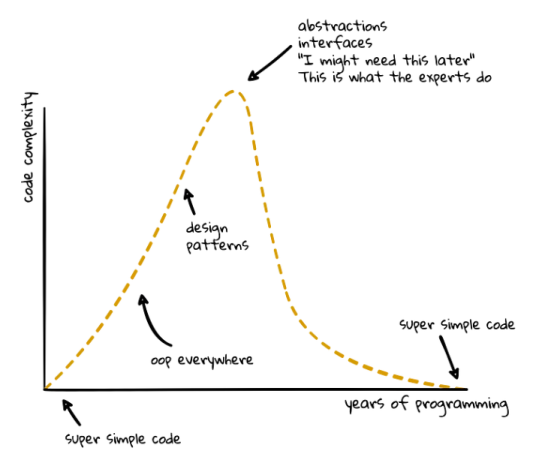 abstractions
interfaces
"I might need this later"
This is what the experts do
code complexity
design
patterns
oop everywhere
super simple code
years of programming
super simple code